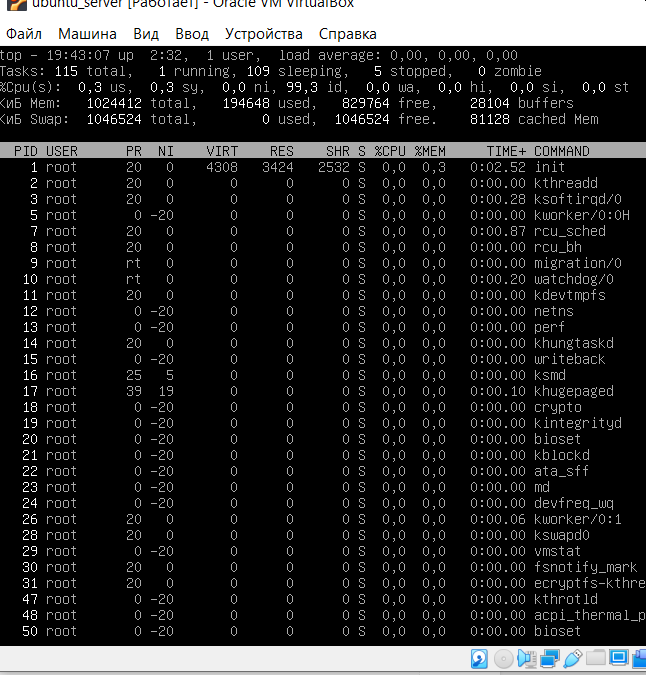 ubuntu_server [Работает] - Oracle VM VirtualBox
Файл Машина Вид Ввод Устройства Справка
top - 19:43:07 up 2:32, 1 user, load average: 0,00, 0,00, 0,00
Tasks: 115 total, 1 running, 109 sleeping, 5 stopped, 0 zombie
%Cpu(s): 0,3 us, 0,3 sy, 0,0 ni, 99,3 id, 0,0 wa, 0,0 hi, 0,0 si, 0,0 st
КиБ Mem: 1024412 total, 194648 used, 829764 free, 28104 buffers
КиБ Swap: 1046524 total, 0 used, 1046524 free. 81128 cached Mem
PID USER PR NI VIRT RES SHR S %CPU %MEM TIME+ COMMAND
1 root 20 0 4308 3424 2532 S 0,0 0,3 0:02.52 init
2 root 20 0 0 0 0 S 0,0 0,0 0:00.00 kthreadd
3 root 20 0 0 0 0 S 0,0 0,0 0:00.28 ksoftirqd/0
5 root 0 -20 0 0 0 S 0,0 0,0 0:00.00 kworker/0:0H
7 root 20 0 0 0 0 S 0,0 0,0 0:00.87 rcu_sched
8 root 20 0 0 0 0 S 0,0 0,0 0:00.00 rcu_bh
9 root rt 0 0 0 0 S 0,0 0,0 0:00.00 migration/0
10 root rt 0 0 0 0 S 0,0 0,0 0:00.20 watchdog/0
11 root 20 0 0 0 0 S 0,0 0,0 0:00.00 kdevtmpfs
12 root 0 -20 0 0 0 S 0,0 0,0 0:00.00 netns
13 root 0 -20 0 0 0 S 0,0 0,0 0:00.00 perf
14 root 20 0 0 0 0 S 0,0 0,0 0:00.00 khungtaskd
15 root 0 -20 0 0 0 S 0,0 0,0 0:00.00 writeback
16 root 25 5 0 0 0 S 0,0 0,0 0:00.00 ksmd
17 root 39 19 0 0 0 S 0,0 0,0 0:00.10 khugepaged
18 root 0 -20 0 0 0 S 0,0 0,0 0:00.00 crypto
19 root 0 -20 0 0 0 S 0,0 0,0 0:00.00 kintegrityd
20 root 0 -20 0 0 0 S 0,0 0,0 0:00.00 bioset
21 root 0 -20 0 0 0 S 0,0 0,0 0:00.00 kblockd
22 root 0 -20 0 0 0 S 0,0 0,0 0:00.00 ata_sff
23 root 0 -20 0 0 0 S 0,0 0,0 0:00.00 md
24 root 0 -20 0 0 0 S 0,0 0,0 0:00.00 devfreq_wq
26 root 20 0 0 0 0 S 0,0 0,0 0:00.06 kworker/0:1
28 root 20 0 0 0 0 S 0,0 0,0 0:00.00 kswapd0
29 root 0 -20 0 0 0 S 0,0 0,0 0:00.00 vmstat
30 root 20 0 0 0 0 S 0,0 0,0 0:00.00 fsnotify_mark
31 root 20 0 0 0 0 S 0,0 0,0 0:00.00 ecryptfs-kthre
47 root 0 -20 0 0 0 S 0,0 0,0 0:00.00 kthrotld
48 root 0 -20 0 0 0 S 0,0 0,0 0:00.00 acpi_thermal_p
50 root 0 -20 0 0 0 S 0,0 0,0 0:00.00 bioset